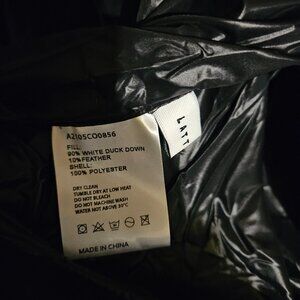 A2105CO0856
FILL:
90% WHITE DUCK DOWN
10%FEATHER
SHELL:
100% POLYESTER
DRY CLEAN
TUMBLE DRY AT LOW HEAT
DO NOT BLEACH
DO NOT MACHINE WASH
WATER NOT ABOVE 30°C
MADE IN CHINA